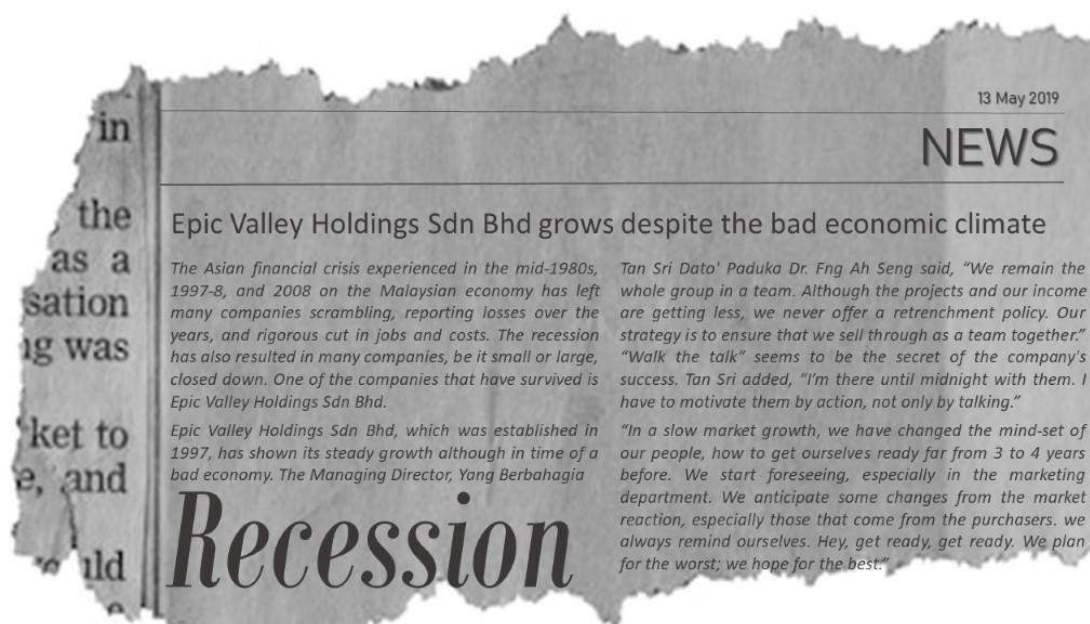 in
the
as a
sation
ng was
ket to
e, and
uld
13 May 2019
NEWS
Epic Valley Holdings Sdn Bhd grows despite the bad economic climate
The Asian financial crisis experienced in the mid-1980s,
1997-8, and 2008 on the Malaysian economy has left
many companies scrambling, reporting losses over the
years, and rigorous cut in jobs and costs. The recession
has also resulted in many companies, be it small or large,
closed down. One of the companies that have survived is
Epic Valley Holdings Sdn Bhd.
Epic Valley Holdings Sdn Bhd, which was established in
1997, has shown its steady growth although in time of a
bad economy. The Managing Director, Yang Berbahagia
Recession
Tan Sri Dato' Paduka Dr. Fng Ah Seng said, “We remain the
whole group in a team. Although the projects and our income
are getting less, we never offer a retrenchment policy. Our
strategy is to ensure that we sell through as a team together.”
“Walk the talk” seems to be the secret of the company's
success. Tan Sri added, “I’m there until midnight with them. I
have to motivate them by action, not only by talking.”
“In a slow market growth, we have changed the mind-set of
our people, how to get ourselves ready far from 3 to 4 years
before. We start foreseeing, especially in the marketing
department. We anticipate some changes from the market
reaction, especially those that come from the purchasers. we
always remind ourselves. Hey, get ready, get ready. We plan
for the worst; we hope for the best.”